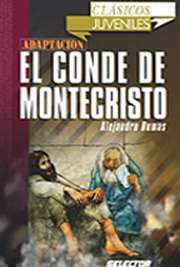 CLÁSICOS
JUVENILES
ADAPTACIÓN
EL CONDE DE
MONTECRISTO
Alejandro Dumas
SELECTOR